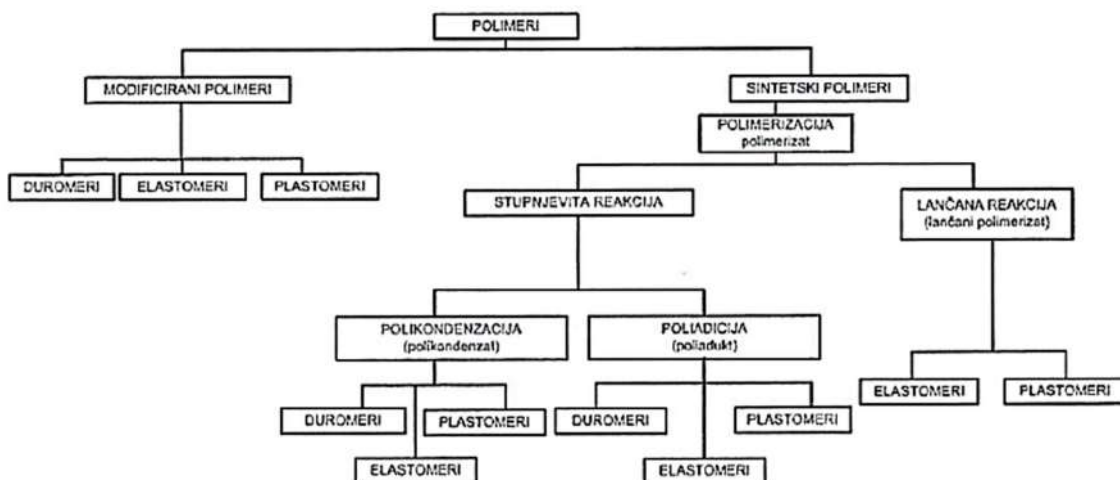 POLIMERI
MODIFICIRANI POLIMERI
SINTETSKI POLIMERI
POLIMERIZACIJA
polimerizat
DUROMERI
ELASTOMERI
PLASTOMERI
STUPNJEVITA REAKCIJA
LANČANA REAKCIJA
(lančani polimerizat)
POLIKONDENZACIJA
(polikondenzat)
POLIADICIJA
(poliadukt)
ELASTOMERI
PLASTOMERI
DUROMERI
PLASTOMERI
DUROMERI
PLASTOMERI
ELASTOMERI
ELASTOMERI